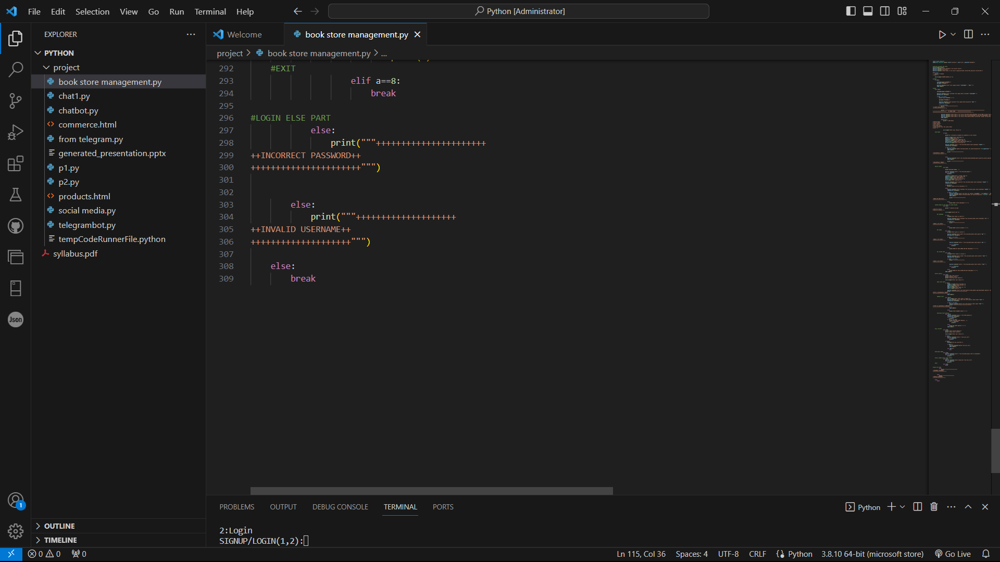 File Edit Selection View Go Run Terminal Help
Python [Administrator]
EXPLORER
Welcome
book store management.py
PYTHON
project
book store management.py
chat1.py
chatbot.py
commerce.html
from telegram.py
generated_presentation.pptx
p1.py
p2.py
products.html
social media.py
telegrambot.py
tempCodeRunnerFile.python
syllabus.pdf
OUTLINE
TIMELINE
Json
1
project > book store management.py > ...
292 #EXIT
293 elif a==8:
294 break
295
296 #LOGIN ELSE PART
297 else:
298 print("""++++++++++++++++++++++
299 ++INCORRECT PASSWORD++
300 ++++++++++++++++++++++""")
301
302
303 else:
304 print("""++++++++++++++++++++
305 ++INVALID USERNAME++
306 ++++++++++++++++++++""")
307
308 else:
309 break
PROBLEMS OUTPUT DEBUG CONSOLE TERMINAL PORTS
Python
2:Login
SIGNUP/LOGIN(1,2):
0 0 0
Ln 115, Col 36 Spaces: 4 UTF-8 CRLF Python 3.8.10 64-bit (microsoft store) Go Live